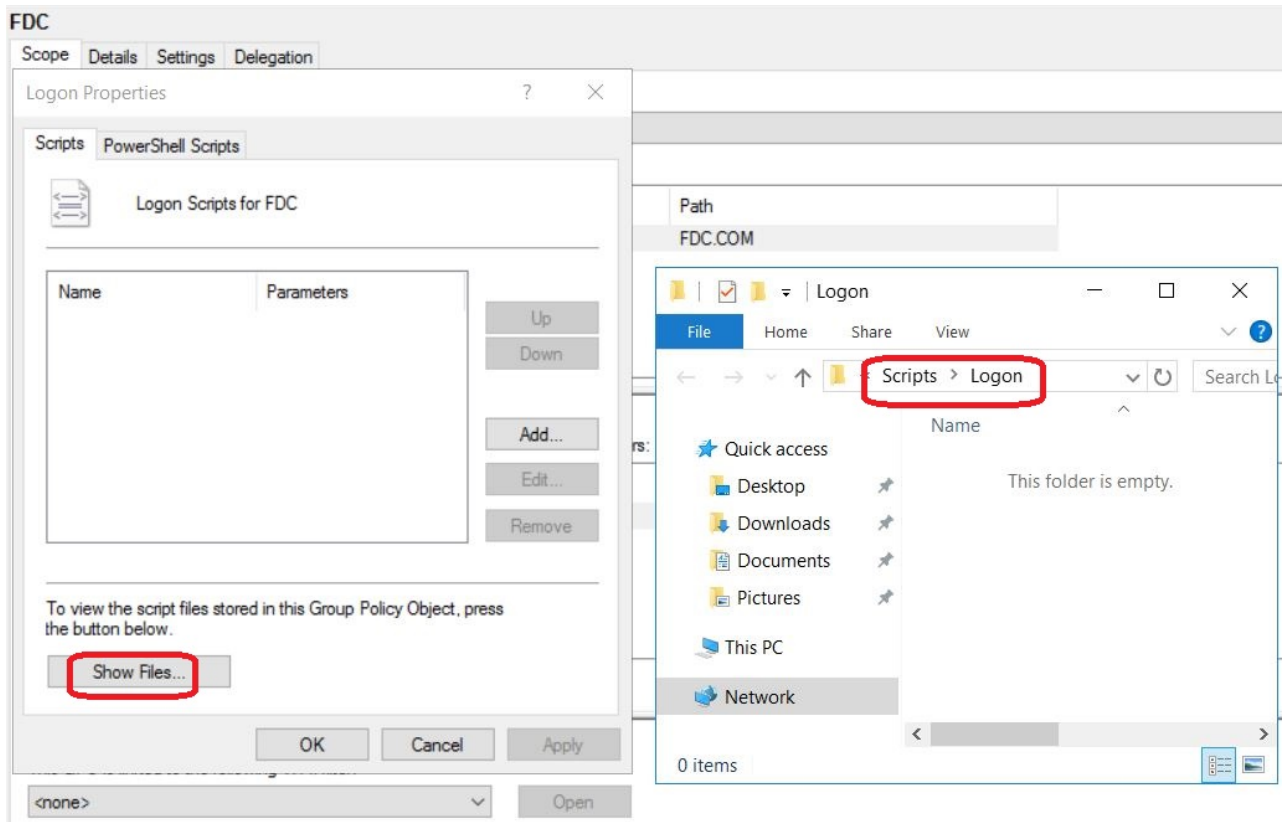 FDC
Scope Details Settings Delegation
Logon Properties ?
Scripts PowerShell Scripts
Logon Scripts for FDC
Name Parameters
Up
Down
Add...
Edit...
Remove
To view the script files stored in this Group Policy Object, press
the button below.
Show Files...
OK Cancel Apply
<none> Open
Path
FDC.COM
rs:
Logon
File Home Share View ?
Scripts > Logon Search Lo
Name
This folder is empty.
Quick access
Desktop
Downloads
Documents
Pictures
This PC
Network
0 items